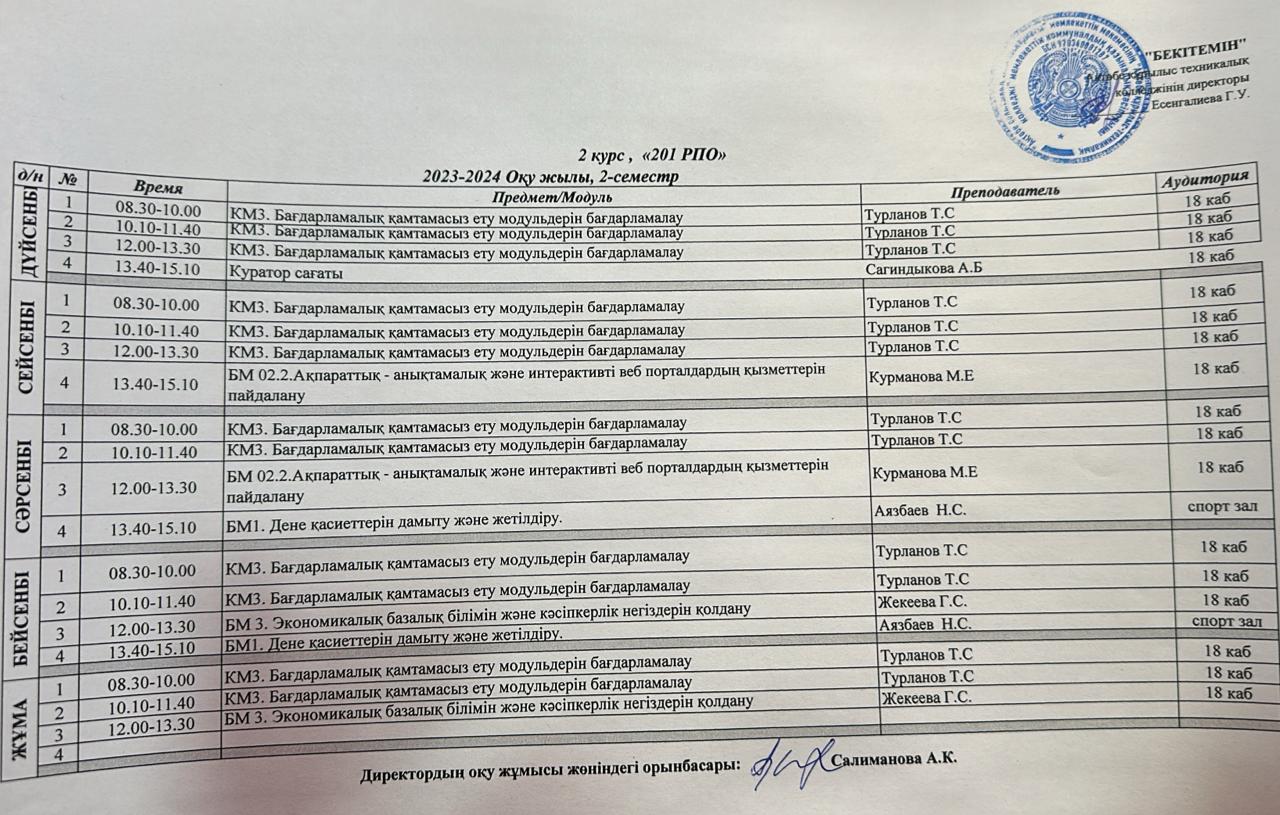 "БЕКІТЕМІН"
Ақтөбе құрылыс техникалық
колледжінің директоры
Есенгалиева Г.У.
2 курс , «201 РПО»
2023-2024 Оқу жылы, 2-семестр
д/н № Время Предмет/Модуль Преподаватель Аудитория
ДҮЙСЕНБІ
1 08.30-10.00 КМ3. Бағдарламалық қамтамасыз ету модульдерін бағдарламалау Турланов Т.С 18 каб
2 10.10-11.40 КМ3. Бағдарламалық қамтамасыз ету модульдерін бағдарламалау Турланов Т.С 18 каб
3 12.00-13.30 КМ3. Бағдарламалық қамтамасыз ету модульдерін бағдарламалау Турланов Т.С 18 каб
4 13.40-15.10 Куратор сағаты Сагиндыкова А.Б 18 каб
СЕЙСЕНБІ
1 08.30-10.00 КМ3. Бағдарламалық қамтамасыз ету модульдерін бағдарламалау Турланов Т.С 18 каб
2 10.10-11.40 КМ3. Бағдарламалық қамтамасыз ету модульдерін бағдарламалау Турланов Т.С 18 каб
3 12.00-13.30 КМ3. Бағдарламалық қамтамасыз ету модульдерін бағдарламалау Турланов Т.С 18 каб
4 13.40-15.10 БМ 02.2.Ақпараттық - анықтамалық және интерактивті веб порталдардың қызметтерін Курманова М.Е 18 каб
пайдалану
СӘРСЕНБІ
1 08.30-10.00 КМ3. Бағдарламалық қамтамасыз ету модульдерін бағдарламалау Турланов Т.С 18 каб
2 10.10-11.40 КМ3. Бағдарламалық қамтамасыз ету модульдерін бағдарламалау Турланов Т.С 18 каб
3 12.00-13.30 БМ 02.2.Ақпараттық - анықтамалық және интерактивті веб порталдардың қызметтерін Курманова М.Е 18 каб
пайдалану
4 13.40-15.10 БМ1. Дене қасиеттерін дамыту және жетілдіру. Аязбаев Н.С. спорт зал
БЕЙСЕНБІ
1 08.30-10.00 КМ3. Бағдарламалық қамтамасыз ету модульдерін бағдарламалау Турланов Т.С 18 каб
2 10.10-11.40 КМ3. Бағдарламалық қамтамасыз ету модульдерін бағдарламалау Турланов Т.С 18 каб
3 12.00-13.30 БМ 3. Экономикалық базалық білімін және кәсіпкерлік негіздерін қолдану Жекеева Г.С. 18 каб
4 13.40-15.10 БМ1. Дене қасиеттерін дамыту және жетілдіру. Аязбаев Н.С. спорт зал
ЖҰМА
1 08.30-10.00 КМ3. Бағдарламалық қамтамасыз ету модульдерін бағдарламалау Турланов Т.С 18 каб
2 10.10-11.40 КМ3. Бағдарламалық қамтамасыз ету модульдерін бағдарламалау Турланов Т.С 18 каб
3 12.00-13.30 БМ 3. Экономикалық базалық білімін және кәсіпкерлік негіздерін қолдану Жекеева Г.С. 18 каб
4
Директордың оқу жұмысы жөніндегі орынбасары: Салиманова А.К.